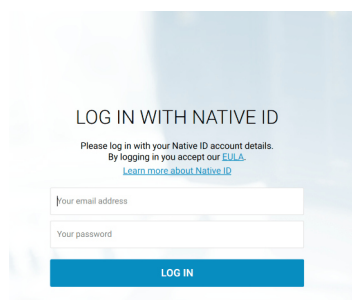 LOG IN WITH NATIVE ID
Please log in with your Native ID account details.
By logging in you accept our EULA.
Learn more about Native ID
Your email address
Your password
LOG IN